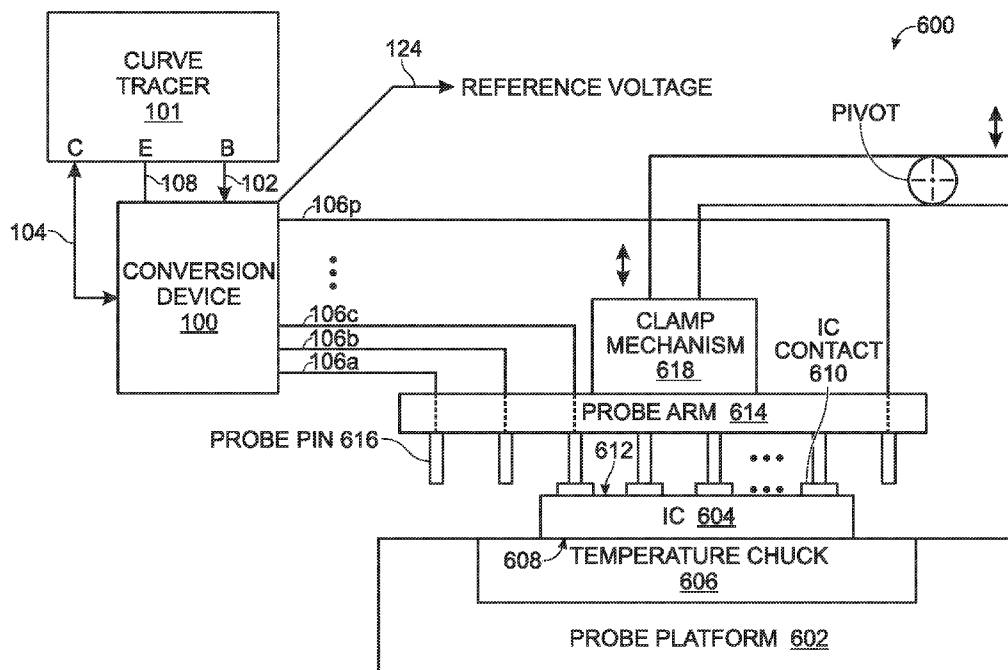 CURVE
TRACER
101
C E B
108
102
104
124
REFERENCE VOLTAGE
600
PIVOT
106p
CONVERSION
DEVICE
100
106c
106b
106a
CLAMP
MECHANISM
618
IC
CONTACT
610
PROBE ARM 614
PROBE PIN 616
612
IC 604
608
TEMPERATURE CHUCK
606
PROBE PLATFORM 602